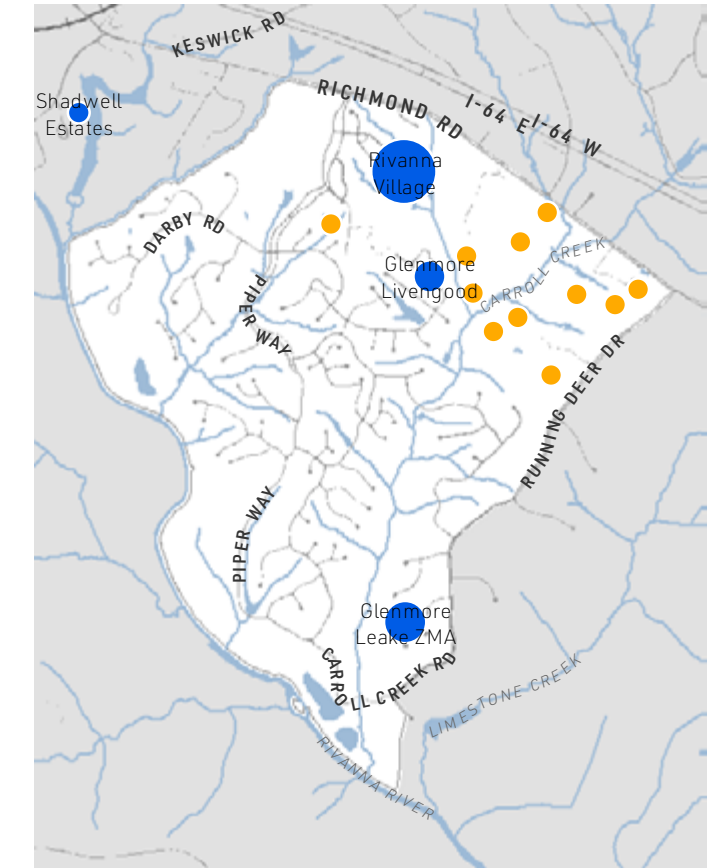 KESWICK RD
RICHMOND RD
I-64 E
I-64 W
Shadwell
Estates
Rivanna
Village
DARBY RD
CARROLL CREEK
Glenmore
Livengood
PIPER WAY
RUNNING DEER DR
PIPER WAY
Glenmore
Leake ZMA
CARROLL CREEK RD
LIMESTONE CREEK
RIVANNA RIVER